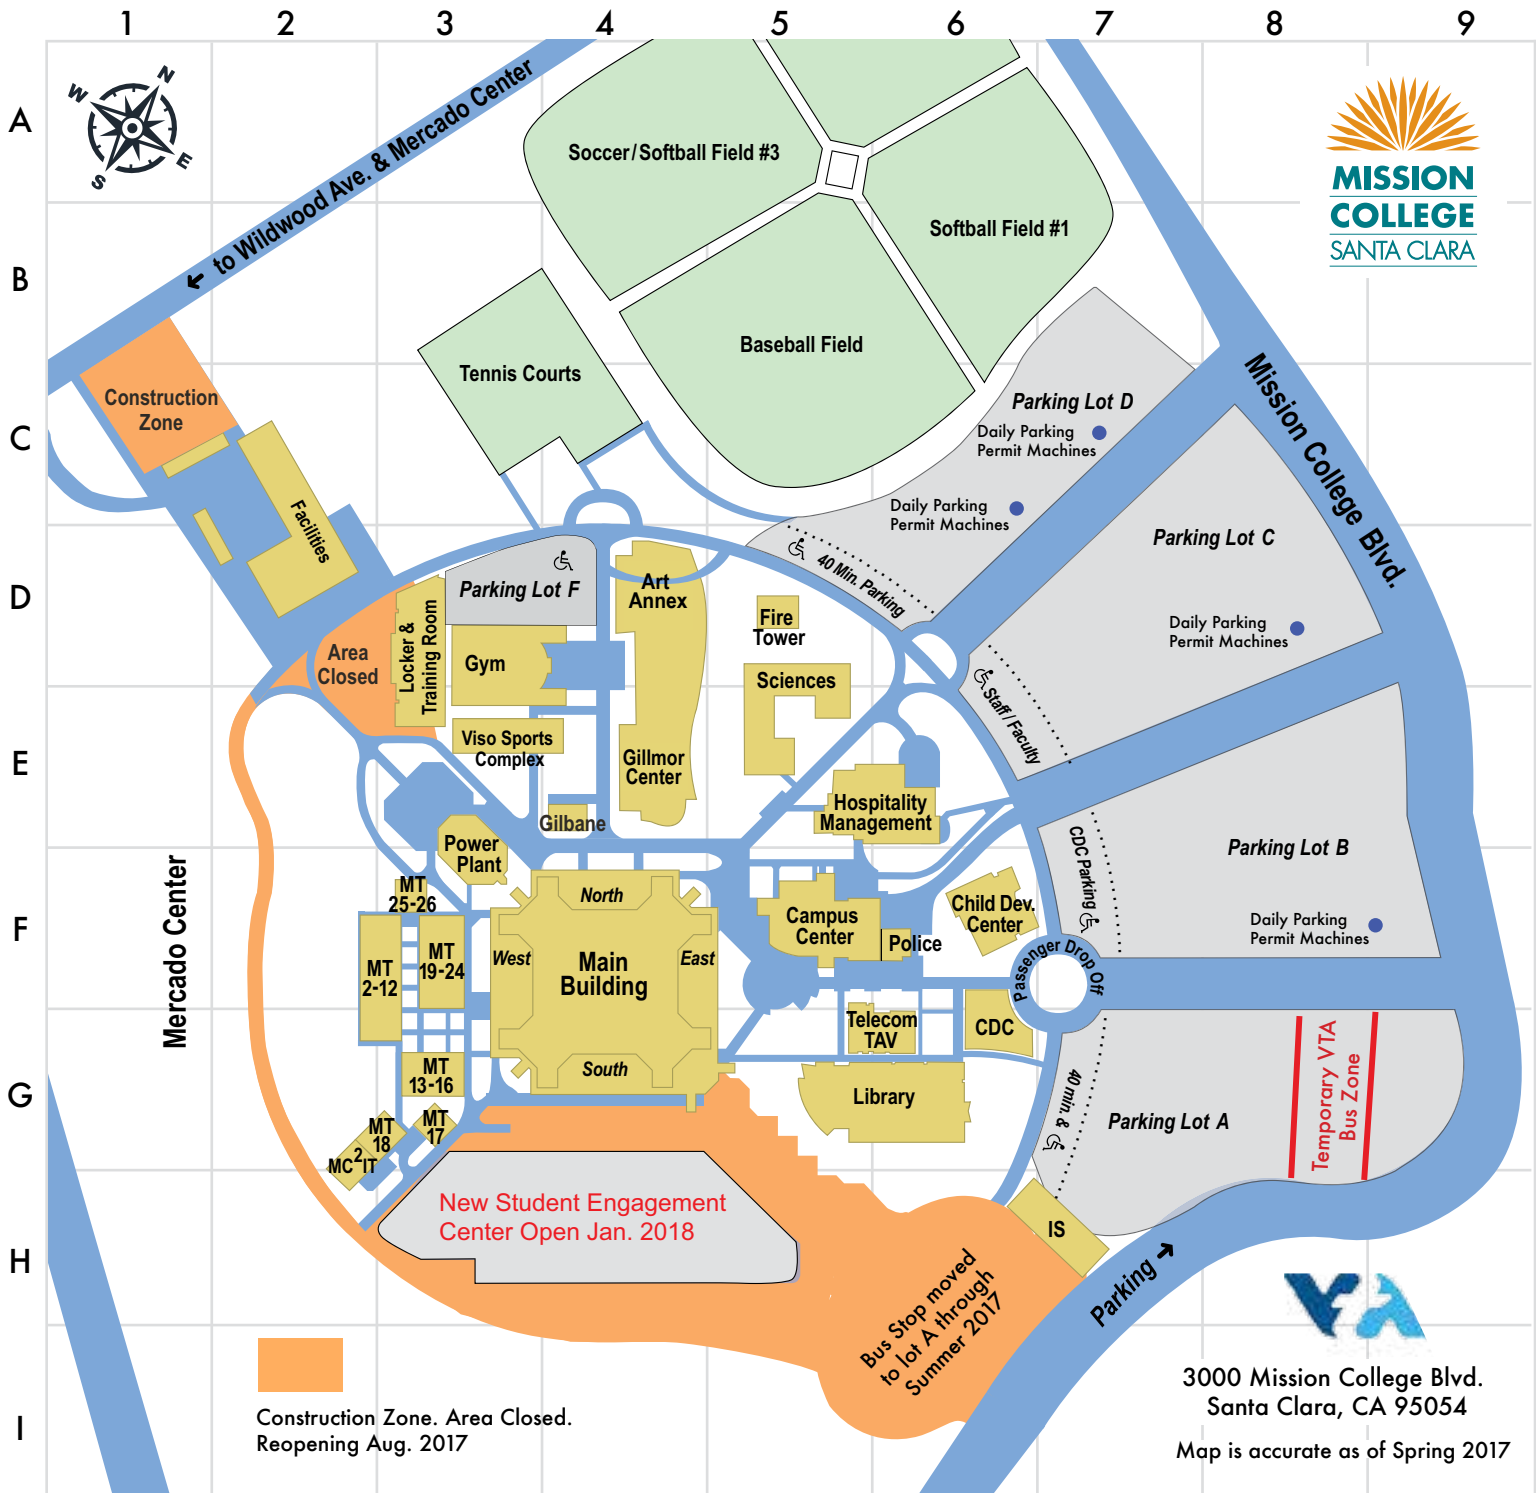 1 2 3 4 5 6 7 8 9
A
B
C
D
E
F
G
H
I
N
W
E
S
← to Wildwood Ave. & Mercado Center
Soccer/Softball Field #3
Softball Field #1
Baseball Field
Tennis Courts
MISSION
COLLEGE
SANTA CLARA
Construction
Zone
Facilities
Parking Lot D
Daily Parking
Permit Machines
Daily Parking
Permit Machines
Mission College Blvd.
Parking Lot C
Daily Parking
Permit Machines
40 Min. Parking
Parking Lot F
Art
Annex
Fire
Tower
Area
Closed
Locker &
Training Room
Gym
Sciences
Staff/Faculty
Viso Sports
Complex
Gillmor
Center
Gilbane
Hospitality
Management
Power
Plant
CDC Parking
Parking Lot B
Daily Parking
Permit Machines
Mercado Center
MT
25-26
MT
2-12
MT
19-24
North
West
Main
Building
East
South
Campus
Center
Police
Child Dev.
Center
Passenger Drop Off
Telecom
TAV
CDC
MT
13-16
Library
MT
18
MT
17
MC2IT
40 min. &
Parking Lot A
Temporary VTA
Bus Zone
New Student Engagement
Center Open Jan. 2018
IS
Parking →
Bus Stop moved
to lot A through
Summer 2017
Construction Zone. Area Closed.
Reopening Aug. 2017
VTA
3000 Mission College Blvd.
Santa Clara, CA 95054
Map is accurate as of Spring 2017